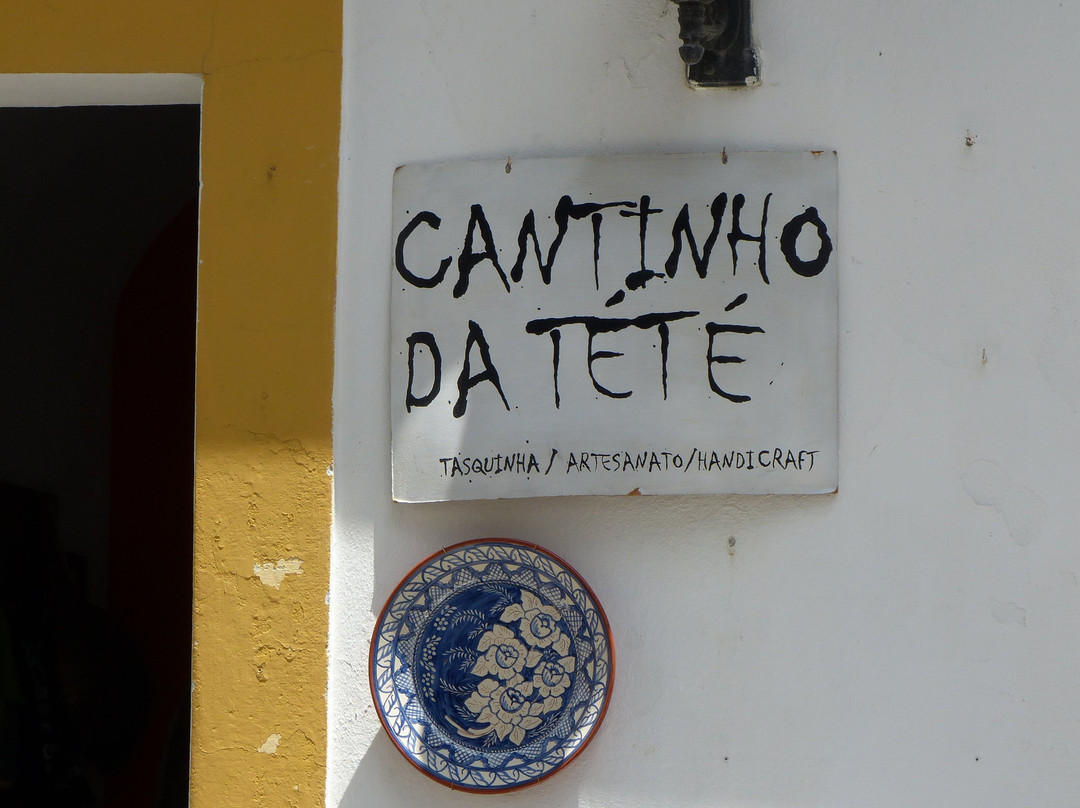 CANTINHO
DA TÉTÉ
TASQUINHA / ARTESANATO/HANDICRAFT